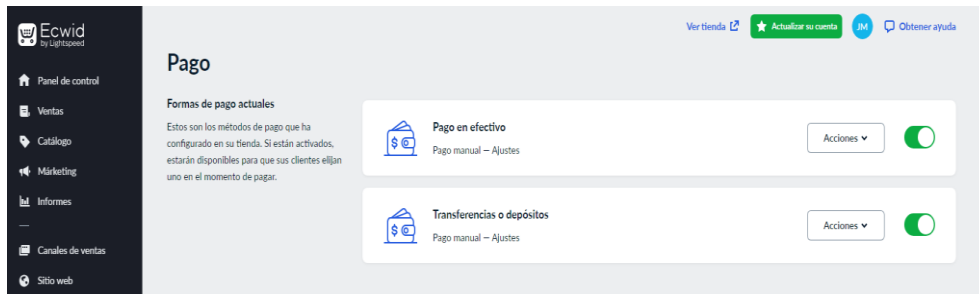 Ecwid
by Lightspeed
Panel de control
Ventas
Catálogo
Márketing
Informes
Canales de ventas
Sitio web
Ver tienda
Actualizar su cuenta
JM
Obtener ayuda
Pago
Formas de pago actuales
Estos son los métodos de pago que ha
configurado en su tienda. Si están activados,
estarán disponibles para que sus clientes elijan
uno en el momento de pagar.
Pago en efectivo
Pago manual — Ajustes
Acciones
Transferencias o depósitos
Pago manual — Ajustes
Acciones